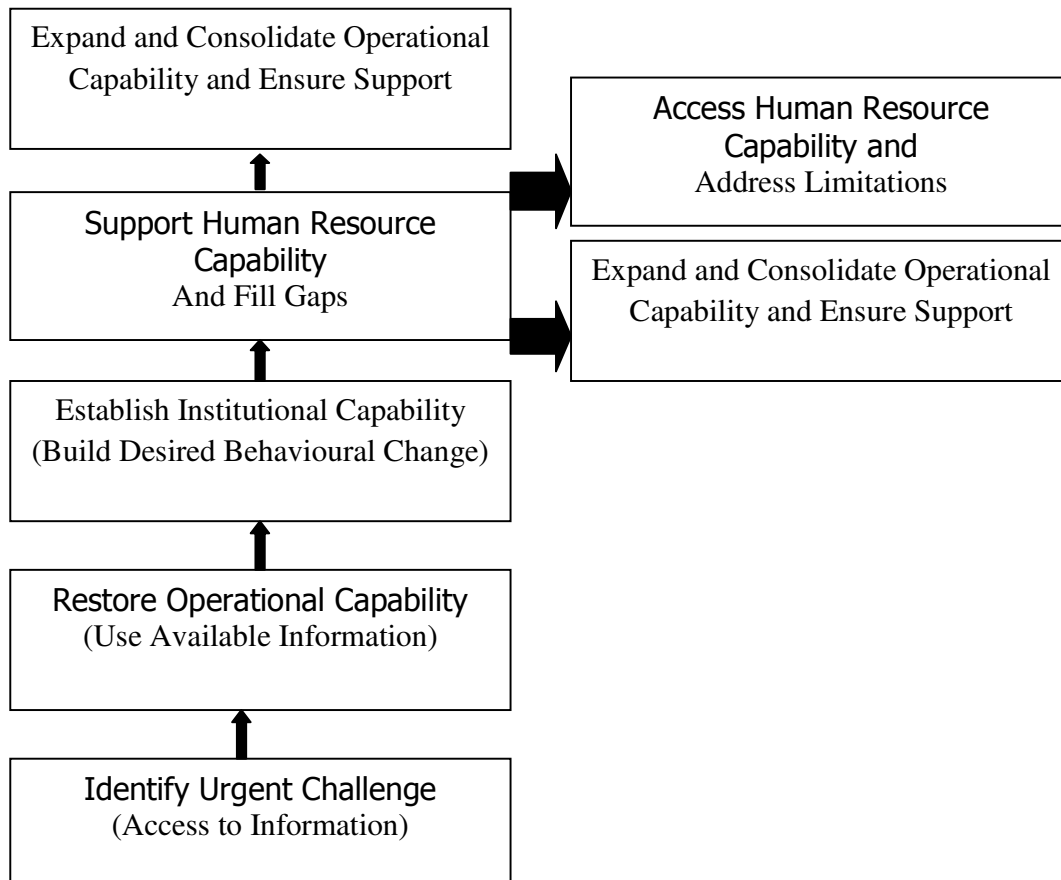 Expand and Consolidate Operational
Capability and Ensure Support
Access Human Resource
Capability and
Address Limitations
Support Human Resource
Capability
And Fill Gaps
Expand and Consolidate Operational
Capability and Ensure Support
Establish Institutional Capability
(Build Desired Behavioural Change)
Restore Operational Capability
(Use Available Information)
Identify Urgent Challenge
(Access to Information)